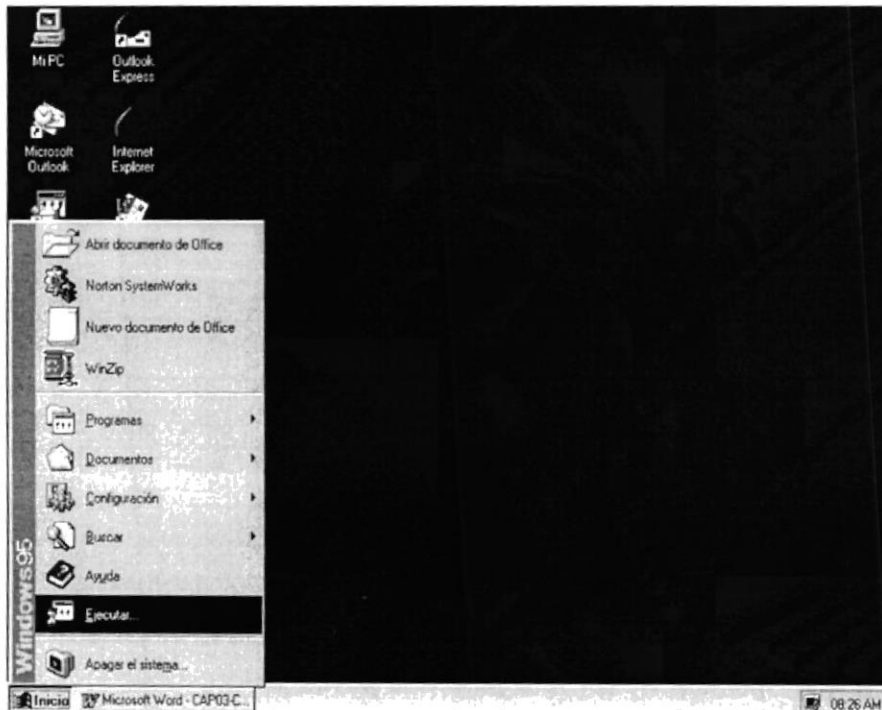 Mi PC
Outlook
Express
Microsoft
Outlook
Internet
Explorer
Abrir documento de Office
Norton SystemWorks
Nuevo documento de Office
WinZip
Programas
Documentos
Configuración
Buscar
Ayuda
Ejecutar...
Apagar el sistema...
Windows95
Inicio
Microsoft Word - CAP03-C...
08:26 AM